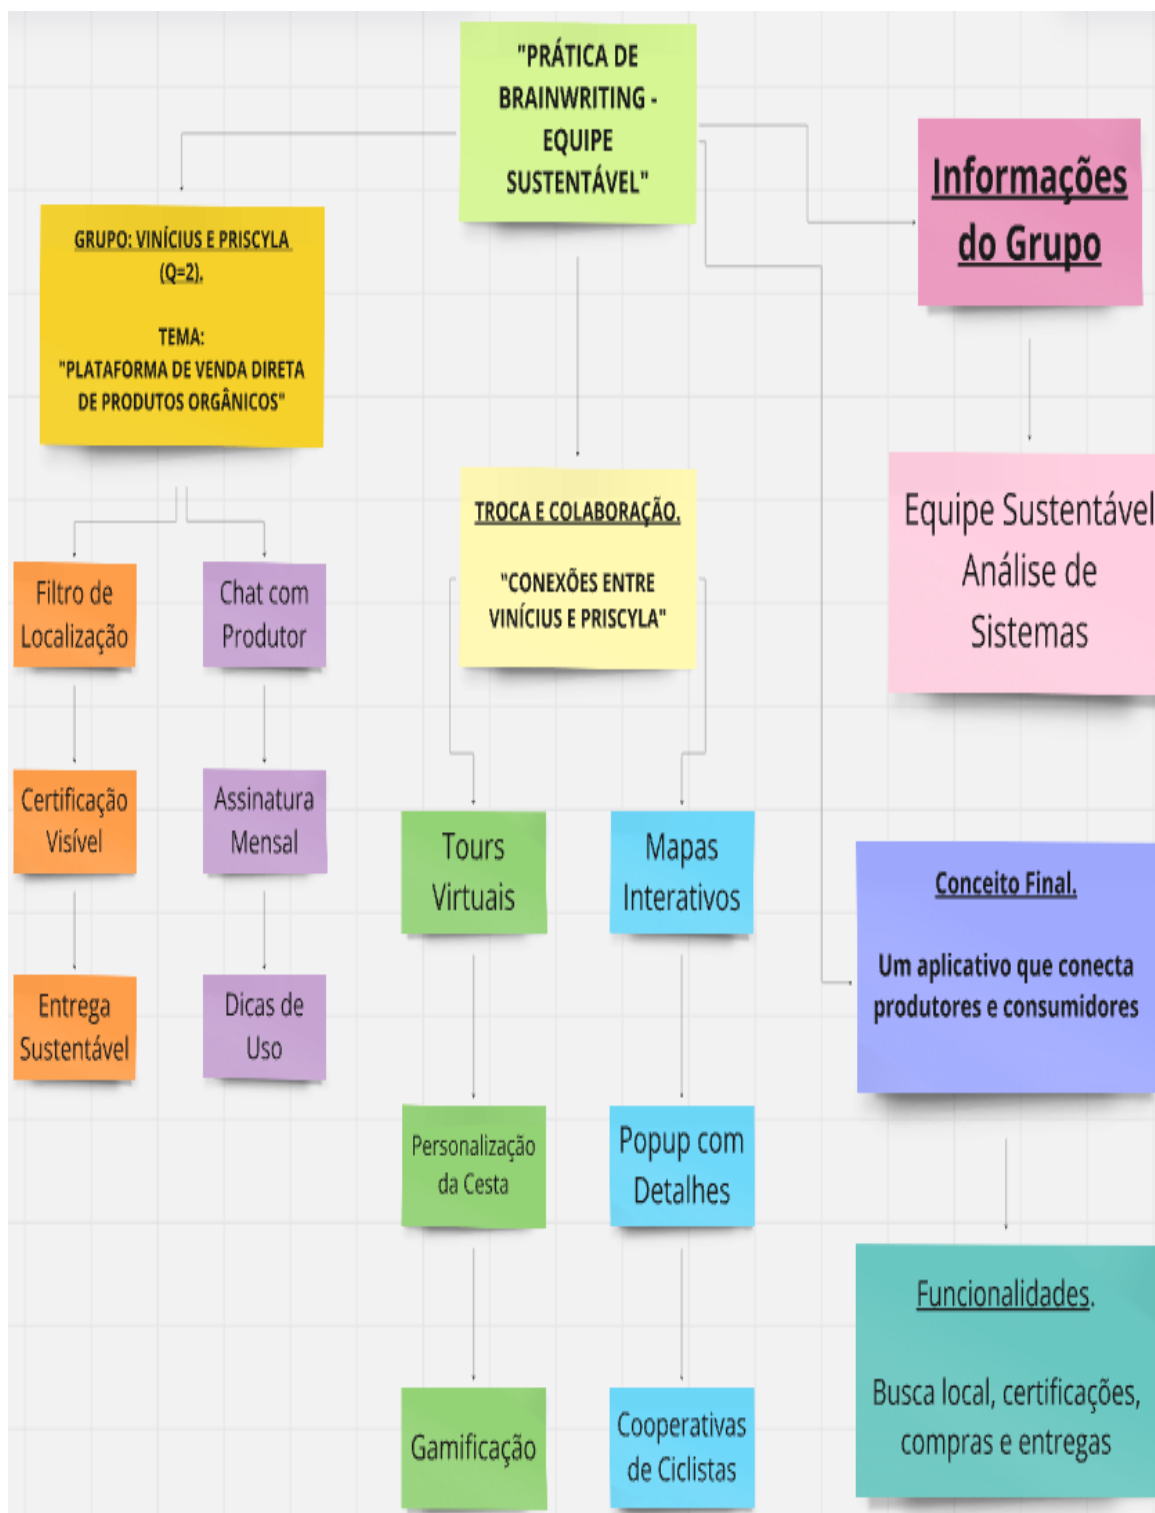 "PRÁTICA DE
BRAINWRITING -
EQUIPE
SUSTENTÁVEL"
Informações
do Grupo
GRUPO: VINÍCIUS E PRISCYLA
(Q=2).
TEMA:
"PLATAFORMA DE VENDA DIRETA
DE PRODUTOS ORGÂNICOS"
TROCA E COLABORAÇÃO.
"CONEXÕES ENTRE
VINÍCIUS E PRISCYLA"
Equipe Sustentável
Análise de
Sistemas
Filtro de
Localização
Chat com
Produtor
Certificação
Visível
Assinatura
Mensal
Entrega
Sustentável
Dicas de
Uso
Tours
Virtuais
Mapas
Interativos
Personalização
da Cesta
Popup com
Detalhes
Gamificação
Cooperativas
de Ciclistas
Conceito Final.
Um aplicativo que conecta
produtores e consumidores
Funcionalidades.
Busca local, certificações,
compras e entregas